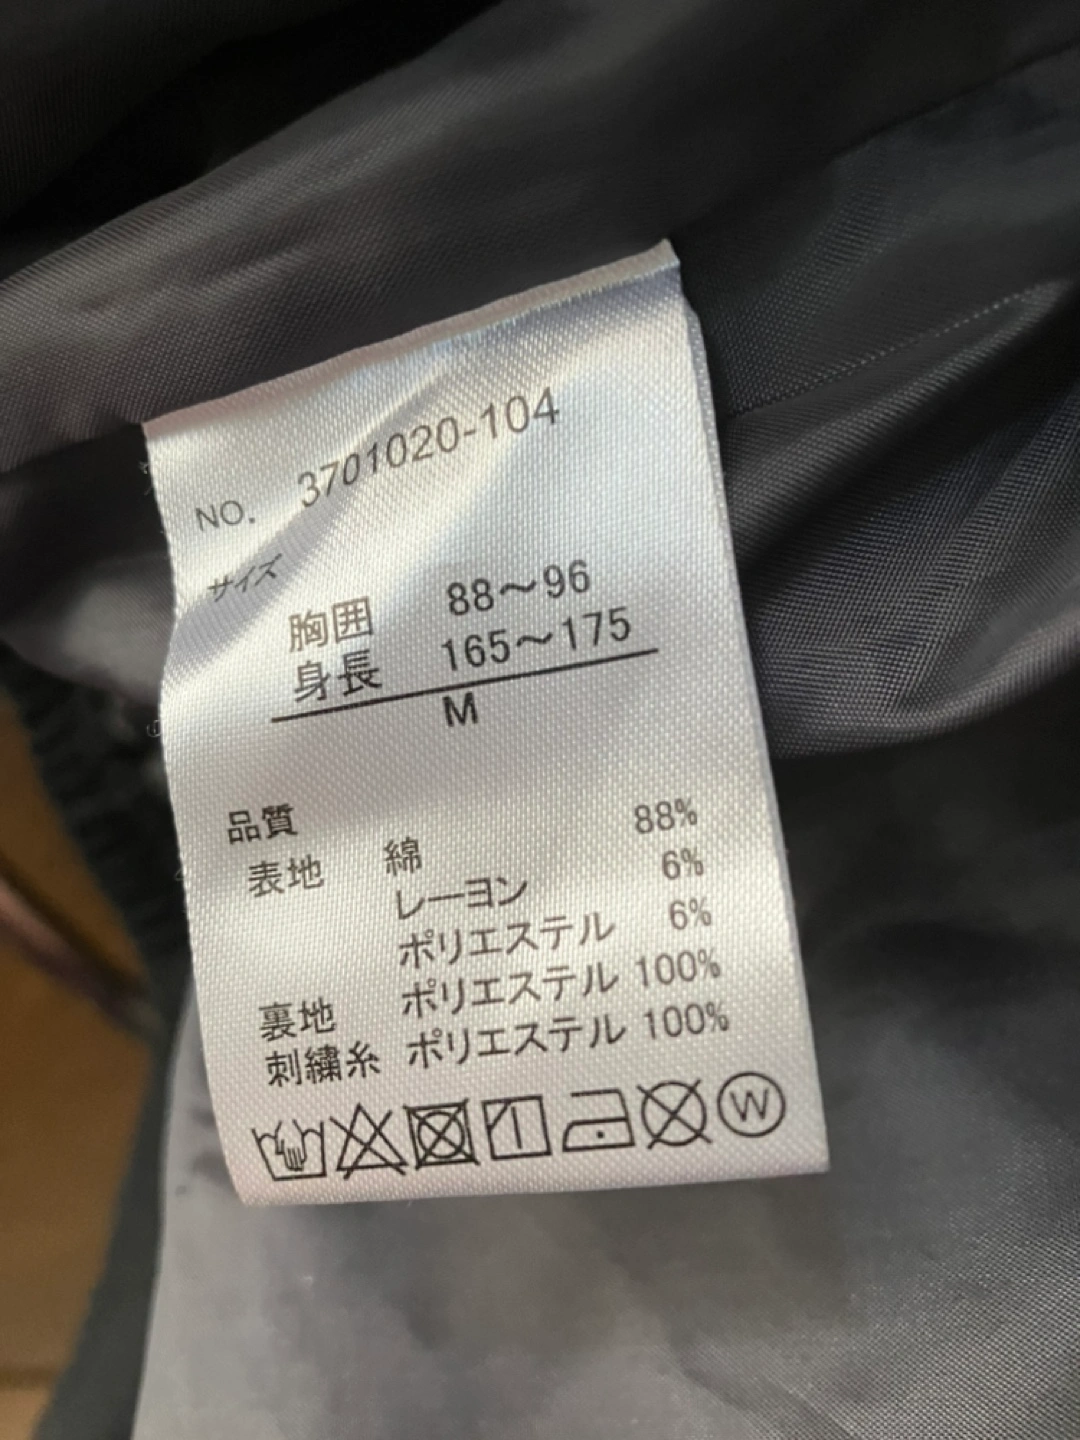 NO. 3701020-104
サイズ
胸囲 88～96
身長 165～175
M
品質
表地 綿 88%
レーヨン 6%
ポリエステル 6%
裏地 ポリエステル 100%
刺繍糸 ポリエステル 100%
W